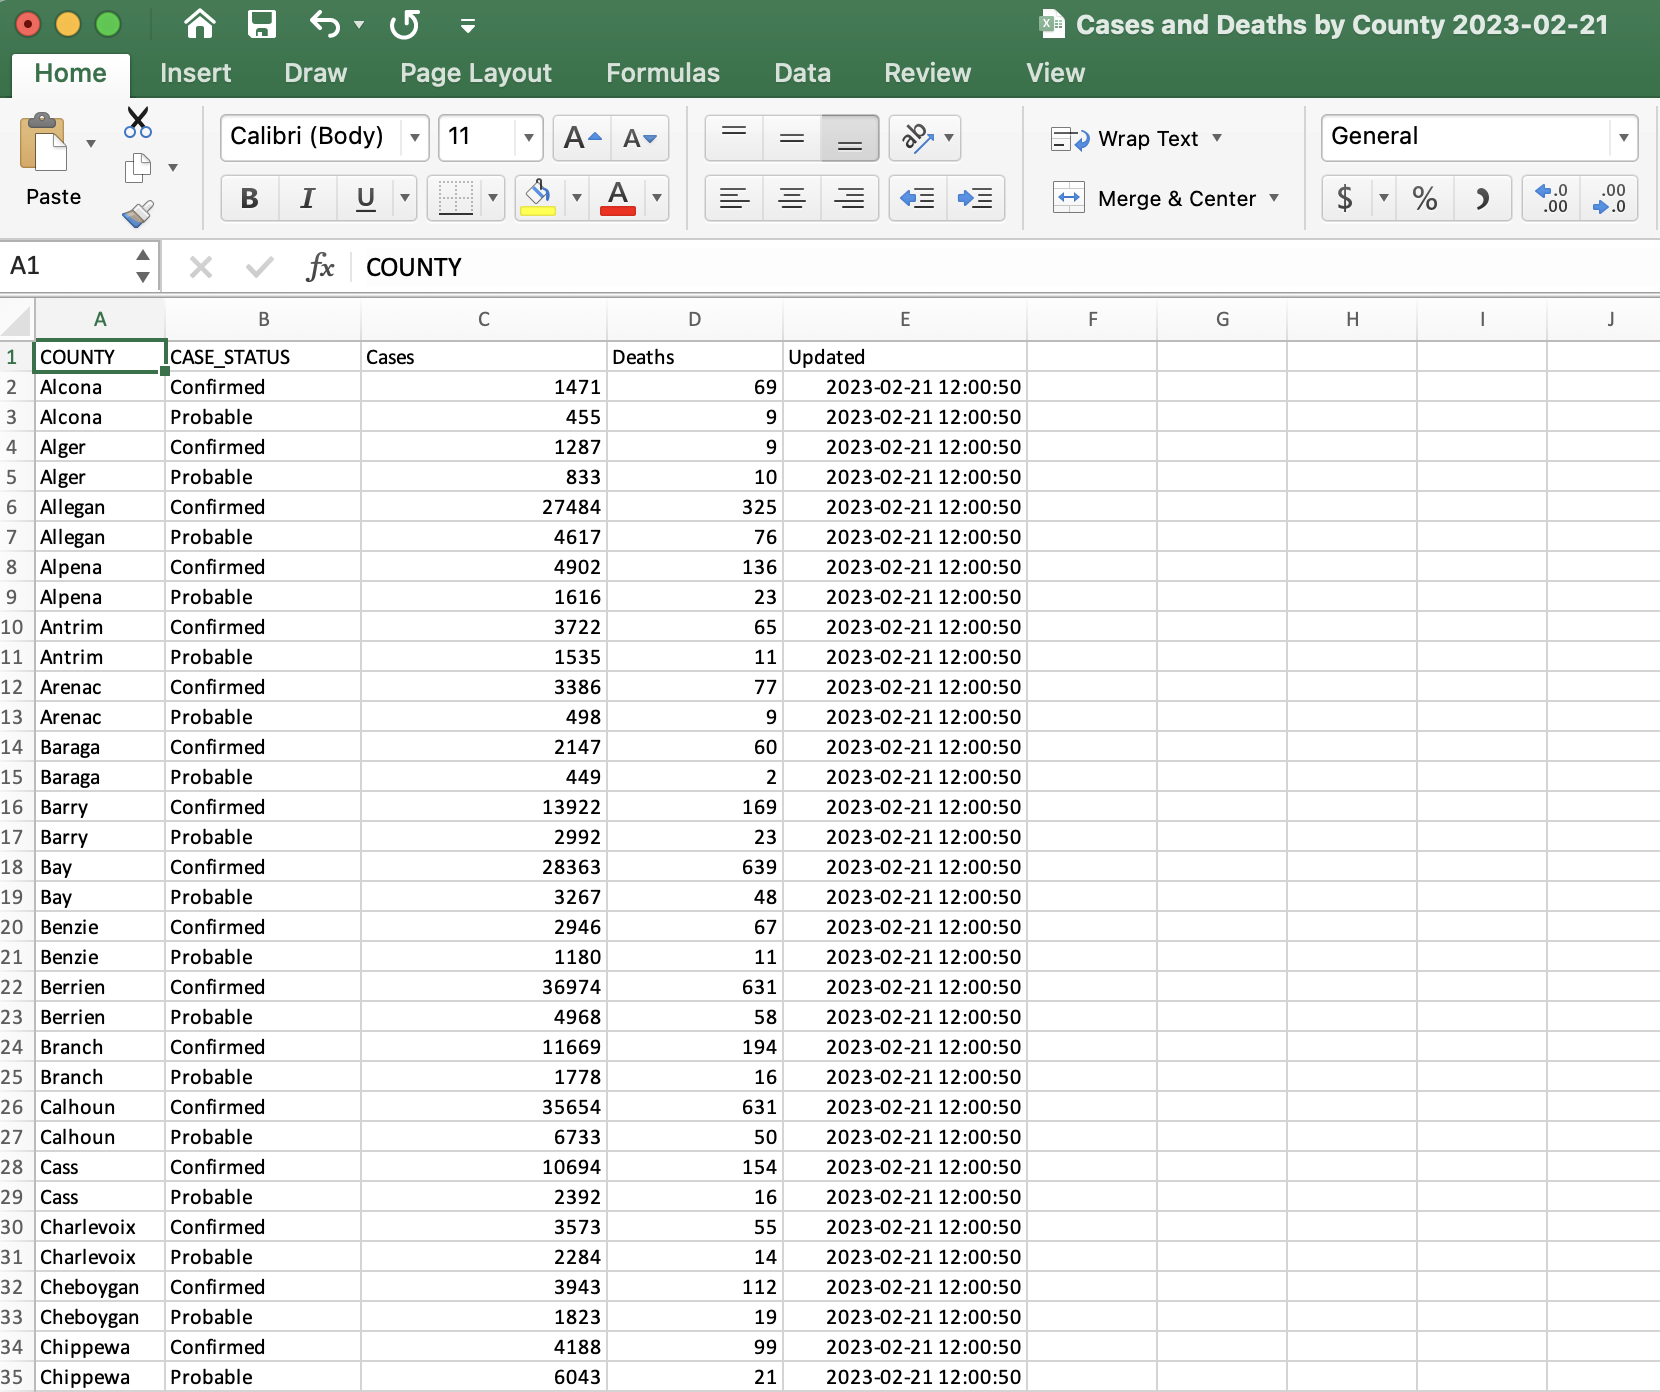 Cases and Deaths by County 2023-02-21
Home Insert Draw Page Layout Formulas Data Review View
Paste Calibri (Body) 11 A A ab Wrap Text General
B I U A Merge & Center $ % .0 .00 .00 .0
A1 fx COUNTY
A B C D E F G H I J
1 COUNTY CASE_STATUS Cases Deaths Updated
2 Alcona Confirmed 1471 69 2023-02-21 12:00:50
3 Alcona Probable 455 9 2023-02-21 12:00:50
4 Alger Confirmed 1287 9 2023-02-21 12:00:50
5 Alger Probable 833 10 2023-02-21 12:00:50
6 Allegan Confirmed 27484 325 2023-02-21 12:00:50
7 Allegan Probable 4617 76 2023-02-21 12:00:50
8 Alpena Confirmed 4902 136 2023-02-21 12:00:50
9 Alpena Probable 1616 23 2023-02-21 12:00:50
10 Antrim Confirmed 3722 65 2023-02-21 12:00:50
11 Antrim Probable 1535 11 2023-02-21 12:00:50
12 Arenac Confirmed 3386 77 2023-02-21 12:00:50
13 Arenac Probable 498 9 2023-02-21 12:00:50
14 Baraga Confirmed 2147 60 2023-02-21 12:00:50
15 Baraga Probable 449 2 2023-02-21 12:00:50
16 Barry Confirmed 13922 169 2023-02-21 12:00:50
17 Barry Probable 2992 23 2023-02-21 12:00:50
18 Bay Confirmed 28363 639 2023-02-21 12:00:50
19 Bay Probable 3267 48 2023-02-21 12:00:50
20 Benzie Confirmed 2946 67 2023-02-21 12:00:50
21 Benzie Probable 1180 11 2023-02-21 12:00:50
22 Berrien Confirmed 36974 631 2023-02-21 12:00:50
23 Berrien Probable 4968 58 2023-02-21 12:00:50
24 Branch Confirmed 11669 194 2023-02-21 12:00:50
25 Branch Probable 1778 16 2023-02-21 12:00:50
26 Calhoun Confirmed 35654 631 2023-02-21 12:00:50
27 Calhoun Probable 6733 50 2023-02-21 12:00:50
28 Cass Confirmed 10694 154 2023-02-21 12:00:50
29 Cass Probable 2392 16 2023-02-21 12:00:50
30 Charlevoix Confirmed 3573 55 2023-02-21 12:00:50
31 Charlevoix Probable 2284 14 2023-02-21 12:00:50
32 Cheboygan Confirmed 3943 112 2023-02-21 12:00:50
33 Cheboygan Probable 1823 19 2023-02-21 12:00:50
34 Chippewa Confirmed 4188 99 2023-02-21 12:00:50
35 Chippewa Probable 6043 21 2023-02-21 12:00:50